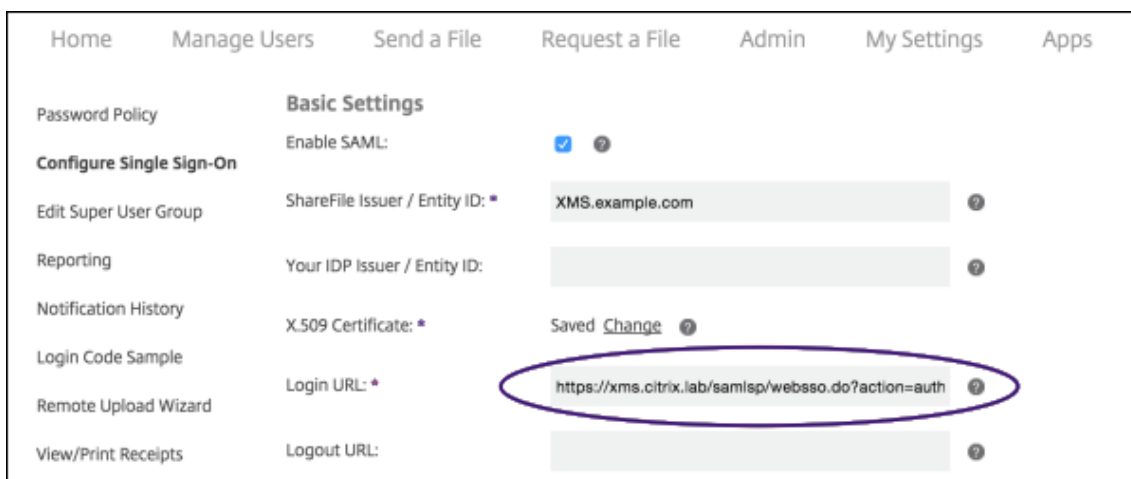 Home Manage Users Send a File Request a File Admin My Settings Apps
Password Policy
Configure Single Sign-On
Edit Super User Group
Reporting
Notification History
Login Code Sample
Remote Upload Wizard
View/Print Receipts
Basic Settings
Enable SAML: ?
ShareFile Issuer / Entity ID: * XMS.example.com ?
Your IDP Issuer / Entity ID: ?
X.509 Certificate: * Saved Change ?
Login URL: * https://xms.citrix.lab/samlsp/websso.do?action=auth ?
Logout URL: ?